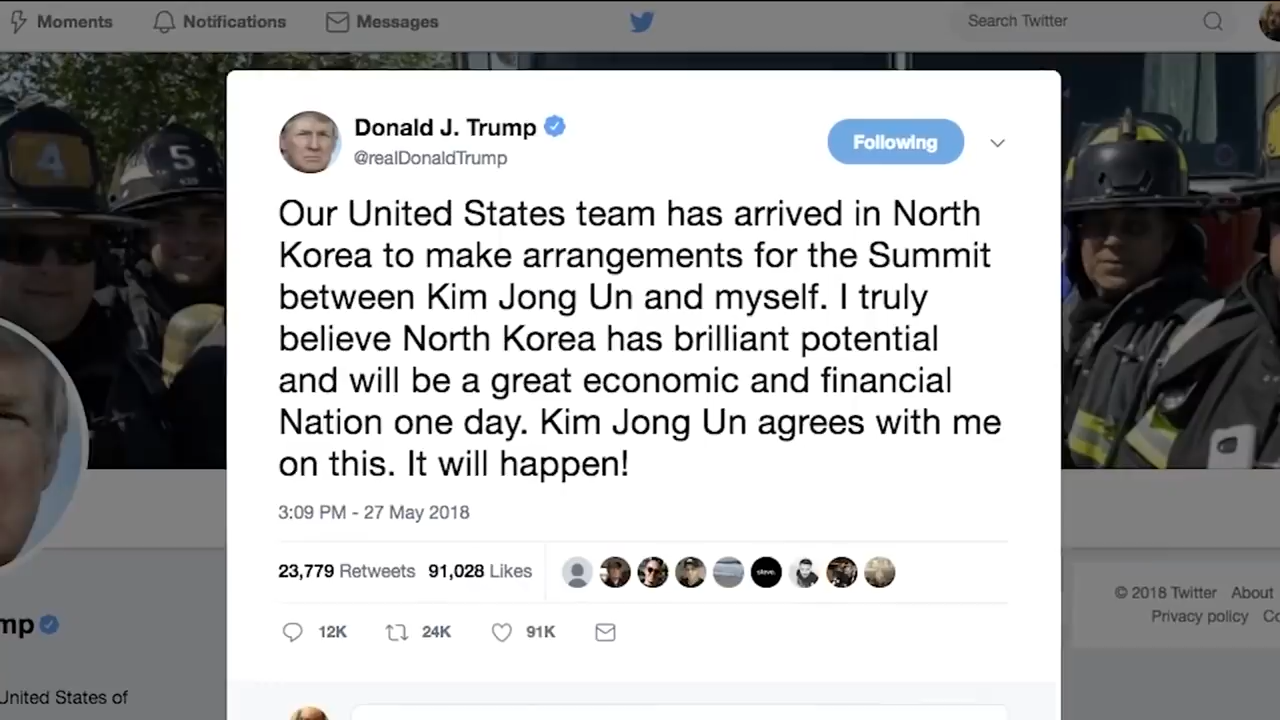 Moments Notifications Messages Search Twitter
Donald J. Trump
@realDonaldTrump
Following
Our United States team has arrived in North
Korea to make arrangements for the Summit
between Kim Jong Un and myself. I truly
believe North Korea has brilliant potential
and will be a great economic and financial
Nation one day. Kim Jong Un agrees with me
on this. It will happen!
3:09 PM - 27 May 2018
23,779 Retweets 91,028 Likes
steve.
12K 24K 91K
4
5
© 2018 Twitter About
Privacy policy Co
mp
United States of